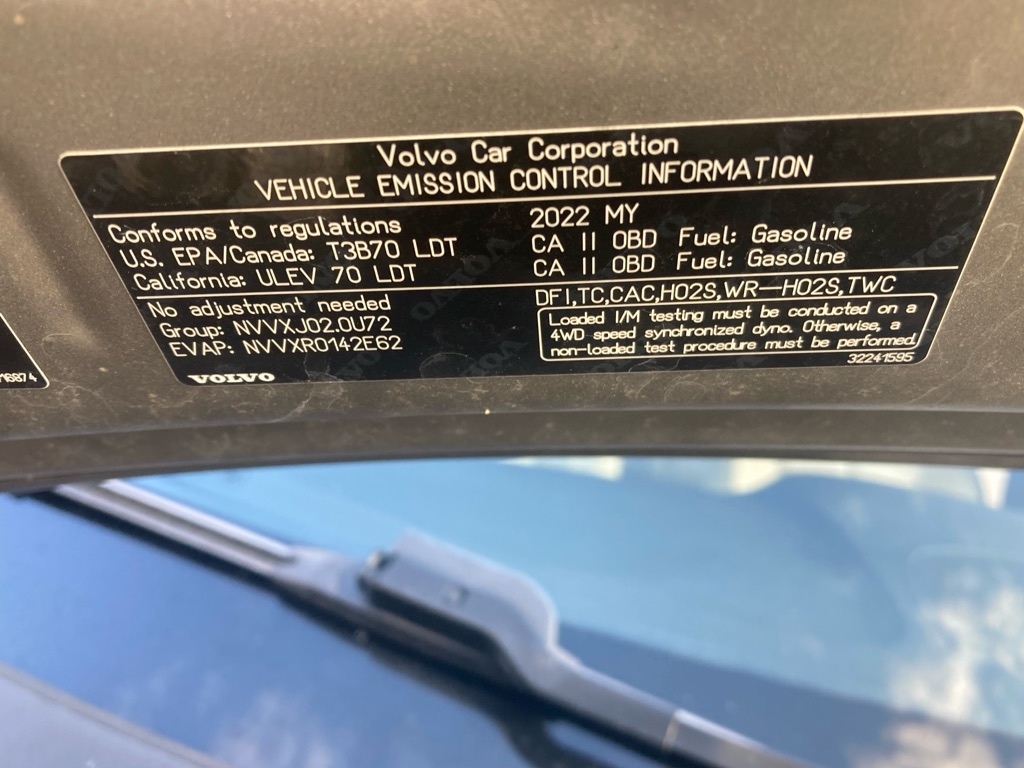 Volvo Car Corporation
VEHICLE EMISSION CONTROL INFORMATION
Conforms to regulations 2022 MY
U.S. EPA/Canada: T3B70 LDT CA II OBD Fuel: Gasoline
California: ULEV 70 LDT CA II OBD Fuel: Gasoline
No adjustment needed DFI,TC,CAC,HO2S,WR-HO2S,TWC
Group: NVVXJ02.0U72
EVAP: NVVXR0142E62
Loaded I/M testing must be conducted on a
4WD speed synchronized dyno. Otherwise, a
non-loaded test procedure must be performed.
VOLVO
32241595